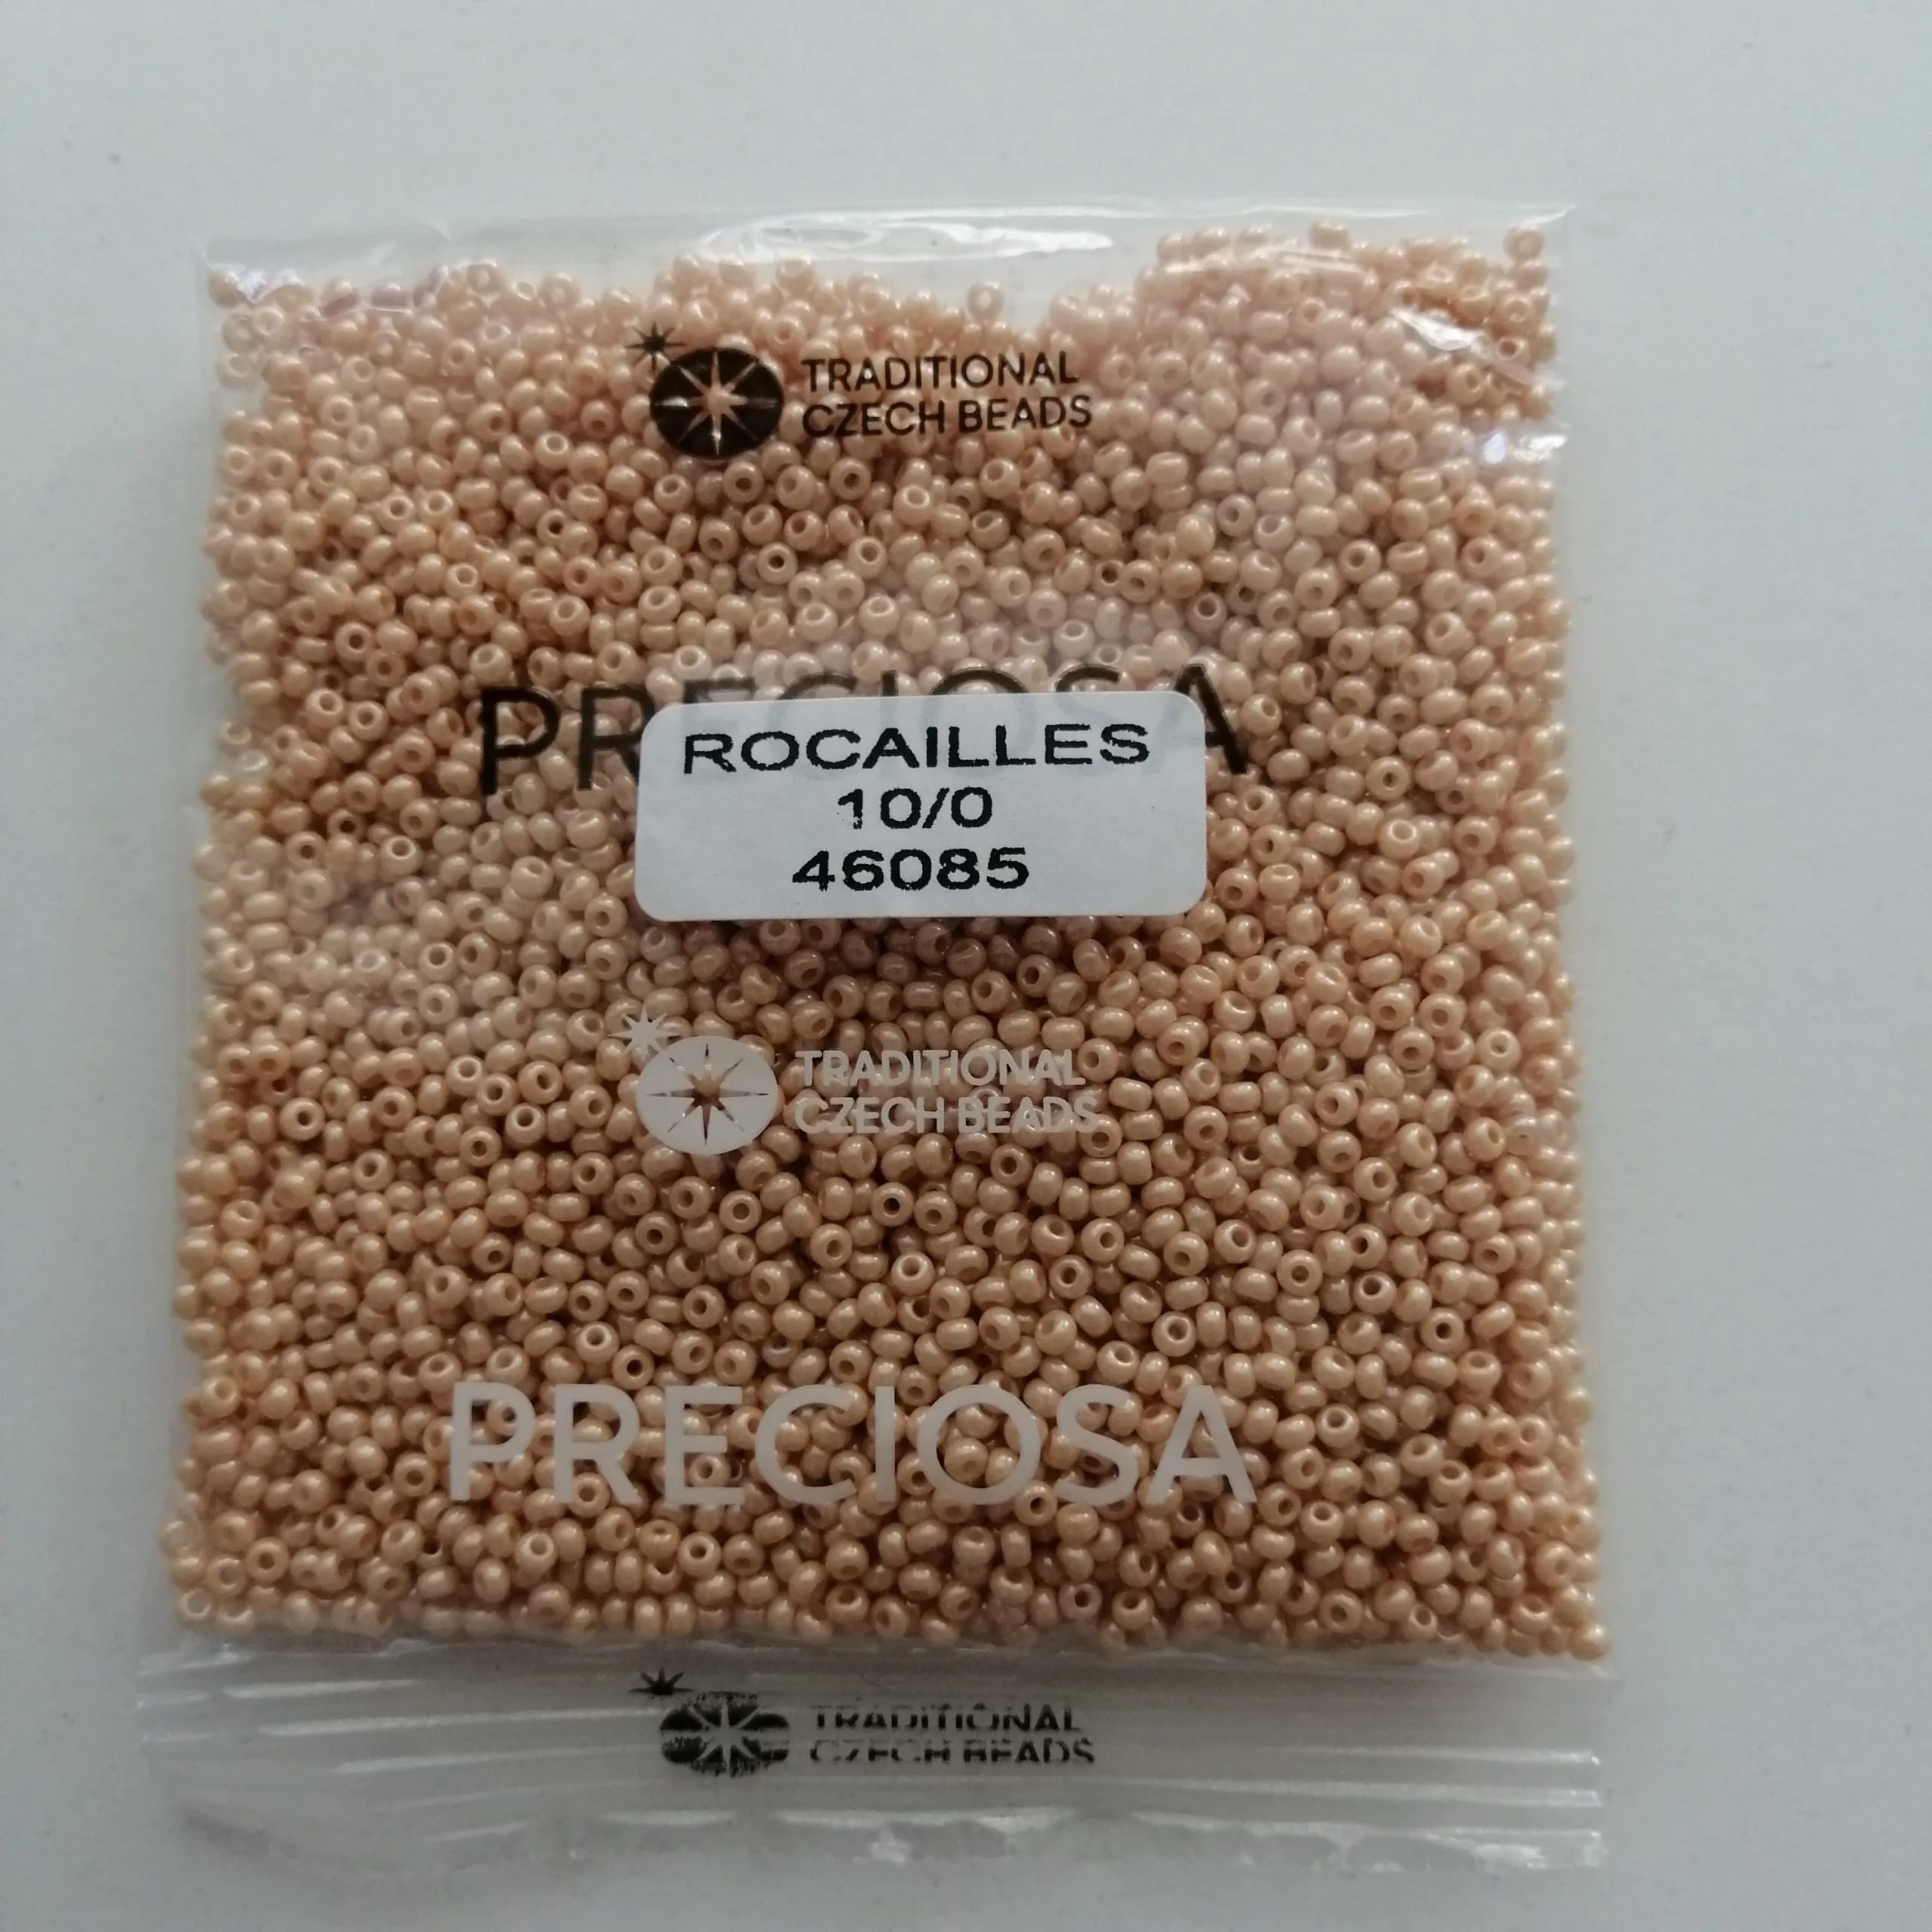 TRADITIONAL
CZECH BEADS
PRECIOSA
ROCAILLES
10/0
46085
TRADITIONAL
CZECH BEADS
PRECIOSA
TRADITIONAL
CZECH BEADS